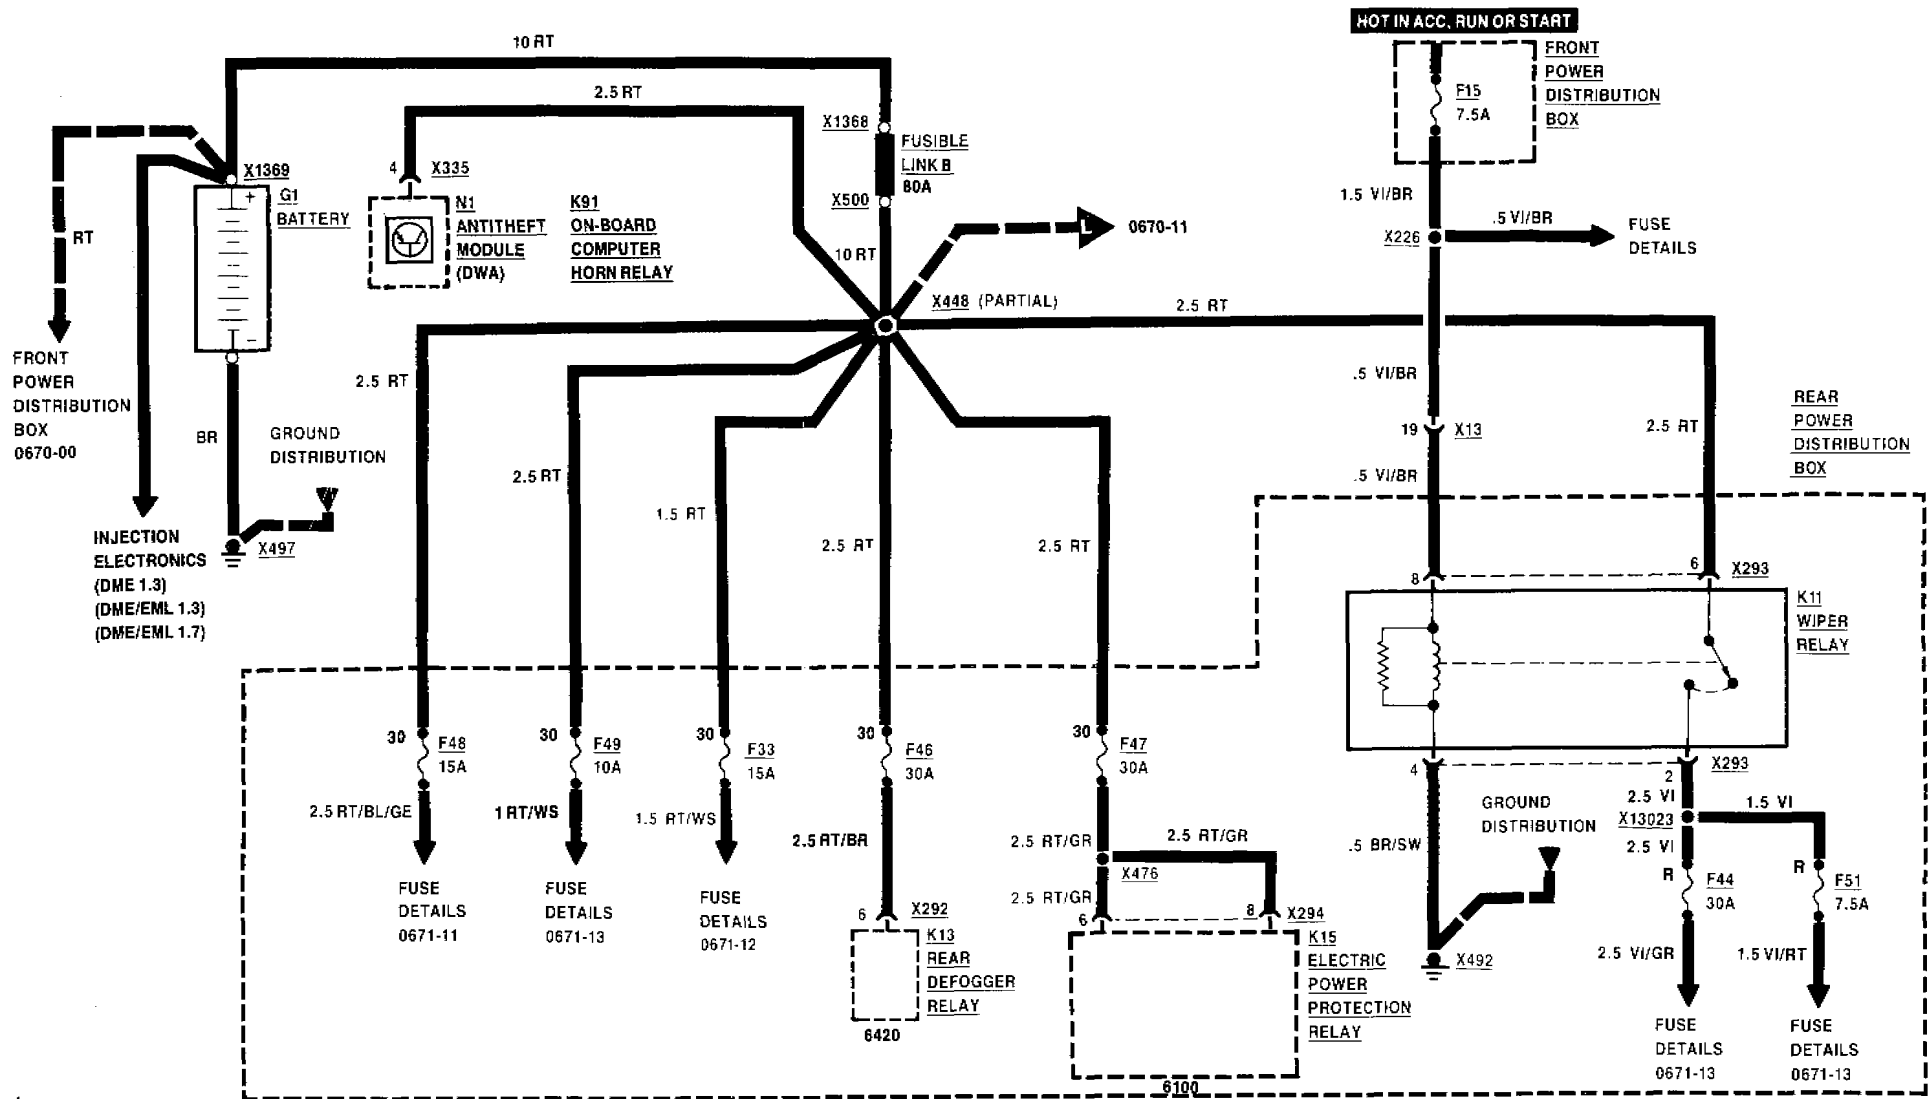 HOT IN ACC, RUN OR START
10 RT
2.5 RT
FRONT
POWER
DISTRIBUTION
BOX
F15
7.5A
X1368
FUSIBLE
LINK B
80A
X500
10 RT
4
X335
N1
ANTITHEFT
MODULE
(DWA)
K91
ON-BOARD
COMPUTER
HORN RELAY
X1369
+
G1
BATTERY
-
RT
FRONT
POWER
DISTRIBUTION
BOX
0670-00
BR
GROUND
DISTRIBUTION
X497
INJECTION
ELECTRONICS
(DME 1.3)
(DME/EML 1.3)
(DME/EML 1.7)
L
0670-11
X448 (PARTIAL)
2.5 RT
1.5 VI/BR
X226
.5 VI/BR
FUSE
DETAILS
.5 VI/BR
19
X13
.5 VI/BR
2.5 RT
REAR
POWER
DISTRIBUTION
BOX
2.5 RT
2.5 RT
1.5 RT
2.5 RT
2.5 RT
8
6
X293
K11
WIPER
RELAY
30
F48
15A
30
F49
10A
30
F33
15A
30
F46
30A
30
F47
30A
4
2
X293
2.5 RT/BL/GE
1 RT/WS
1.5 RT/WS
2.5 RT/BR
2.5 RT/GR
2.5 RT/GR
X476
2.5 RT/GR
.5 BR/SW
GROUND
DISTRIBUTION
2.5 VI
1.5 VI
X13023
2.5 VI
R
F44
30A
R
F51
7.5A
FUSE
DETAILS
0671-11
FUSE
DETAILS
0671-13
FUSE
DETAILS
0671-12
6
X292
K13
REAR
DEFOGGER
RELAY
6420
6
8
X294
K15
ELECTRIC
POWER
PROTECTION
RELAY
6100
X492
2.5 VI/GR
1.5 VI/RT
FUSE
DETAILS
0671-13
FUSE
DETAILS
0671-13